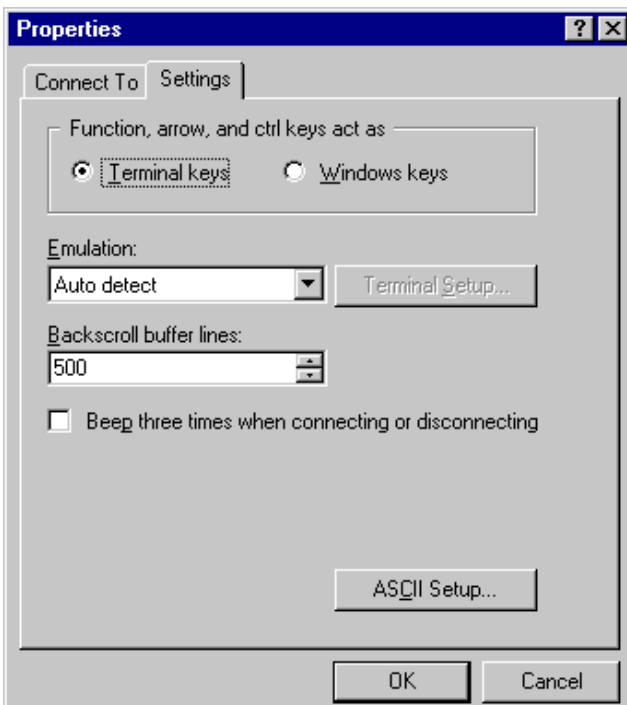 Properties
Connect To Settings
Function, arrow, and ctrl keys act as
Terminal keys Windows keys
Emulation:
Auto detect Terminal Setup...
Backscroll buffer lines:
500
Beep three times when connecting or disconnecting
ASCII Setup...
OK Cancel